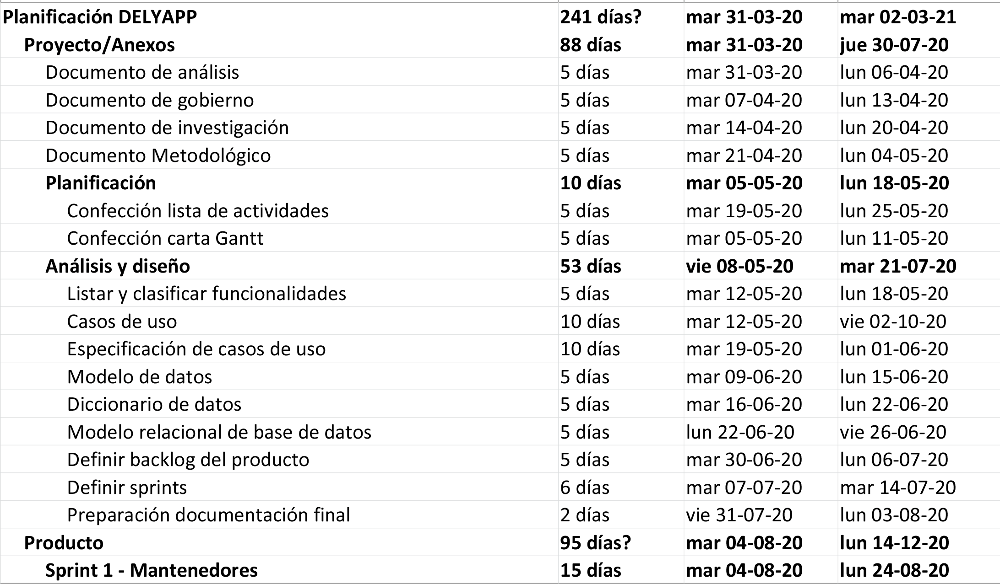 Planificación DELYAPP 241 días? mar 31-03-20 mar 02-03-21
Proyecto/Anexos 88 días mar 31-03-20 jue 30-07-20
Documento de análisis 5 días mar 31-03-20 lun 06-04-20
Documento de gobierno 5 días mar 07-04-20 lun 13-04-20
Documento de investigación 5 días mar 14-04-20 lun 20-04-20
Documento Metodológico 5 días mar 21-04-20 lun 04-05-20
Planificación 10 días mar 05-05-20 lun 18-05-20
Confección lista de actividades 5 días mar 19-05-20 lun 25-05-20
Confección carta Gantt 5 días mar 05-05-20 lun 11-05-20
Análisis y diseño 53 días vie 08-05-20 mar 21-07-20
Listar y clasificar funcionalidades 5 días mar 12-05-20 lun 18-05-20
Casos de uso 10 días mar 12-05-20 vie 02-10-20
Especificación de casos de uso 10 días mar 19-05-20 lun 01-06-20
Modelo de datos 5 días mar 09-06-20 lun 15-06-20
Diccionario de datos 5 días mar 16-06-20 lun 22-06-20
Modelo relacional de base de datos 5 días lun 22-06-20 vie 26-06-20
Definir backlog del producto 5 días mar 30-06-20 lun 06-07-20
Definir sprints 6 días mar 07-07-20 mar 14-07-20
Preparación documentación final 2 días vie 31-07-20 lun 03-08-20
Producto 95 días? mar 04-08-20 lun 14-12-20
Sprint 1 - Mantenedores 15 días mar 04-08-20 lun 24-08-20